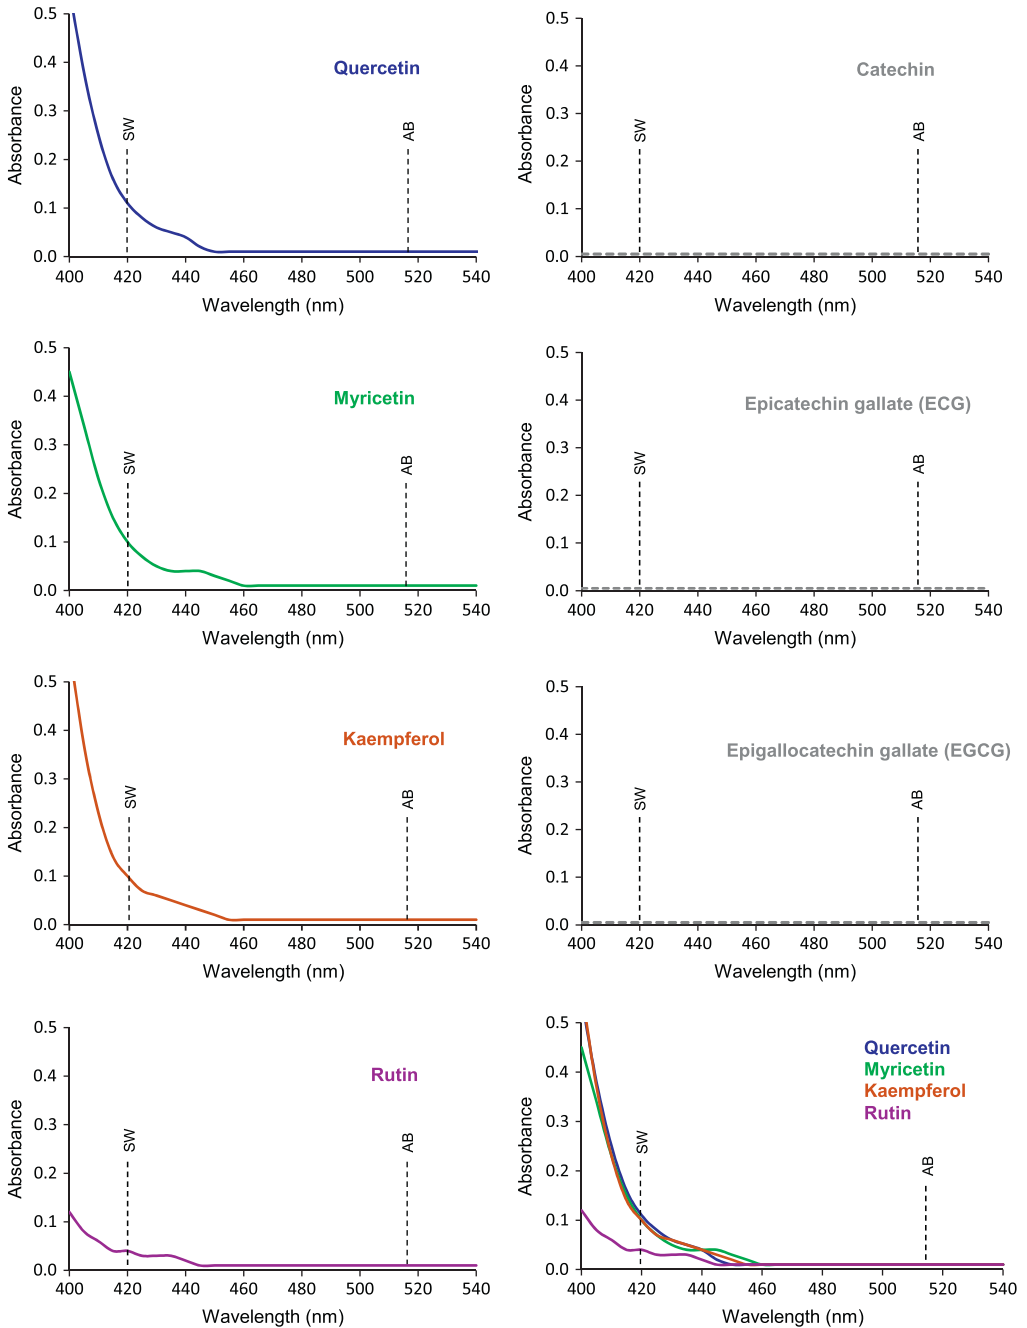 0.5
0.4
0.3
0.2
0.1
0.0
Absorbance
Quercetin
SW
AB
400 420 440 460 480 500 520 540
Wavelength (nm)
0.5
0.4
0.3
0.2
0.1
0.0
Absorbance
Catechin
SW
AB
400 420 440 460 480 500 520 540
Wavelength (nm)
0.5
0.4
0.3
0.2
0.1
0.0
Absorbance
Myricetin
SW
AB
400 420 440 460 480 500 520 540
Wavelength (nm)
0.5
0.4
0.3
0.2
0.1
0.0
Absorbance
Epicatechin gallate (ECG)
SW
AB
400 420 440 460 480 500 520 540
Wavelength (nm)
0.5
0.4
0.3
0.2
0.1
0.0
Absorbance
Kaempferol
SW
AB
400 420 440 460 480 500 520 540
Wavelength (nm)
0.5
0.4
0.3
0.2
0.1
0.0
Absorbance
Epigallocatechin gallate (EGCG)
SW
AB
400 420 440 460 480 500 520 540
Wavelength (nm)
0.5
0.4
0.3
0.2
0.1
0.0
Absorbance
Rutin
SW
AB
400 420 440 460 480 500 520 540
Wavelength (nm)
0.5
0.4
0.3
0.2
0.1
0.0
Absorbance
Quercetin
Myricetin
Kaempferol
Rutin
SW
AB
400 420 440 460 480 500 520 540
Wavelength (nm)